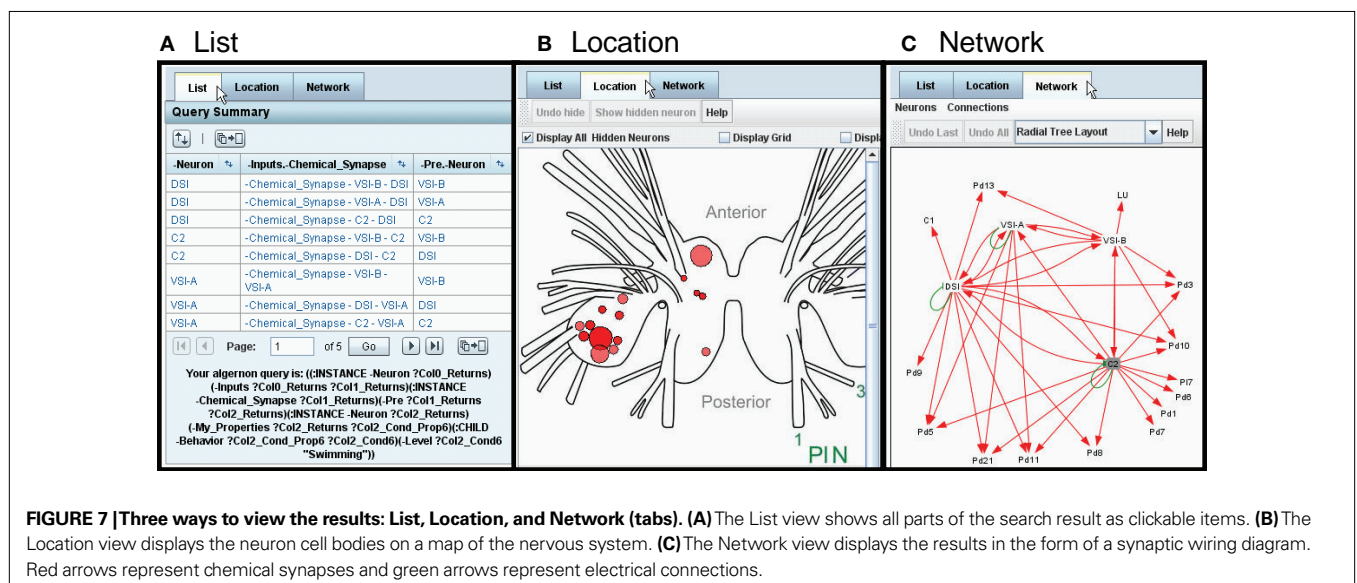 A List
List
Location
Network
Query Summary
-Neuron
-Inputs.-Chemical_Synapse
-Pre.-Neuron
DSI
-Chemical_Synapse - VSI-B - DSI
VSI-B
DSI
-Chemical_Synapse - VSI-A - DSI
VSI-A
DSI
-Chemical_Synapse - C2 - DSI
C2
C2
-Chemical_Synapse - VSI-B - C2
VSI-B
C2
-Chemical_Synapse - DSI - C2
DSI
VSI-A
-Chemical_Synapse - VSI-B -
VSI-A
VSI-B
VSI-A
-Chemical_Synapse - DSI - VSI-A
DSI
VSI-A
-Chemical_Synapse - C2 - VSI-A
C2
Page: 1 of 5 Go
Your algernon query is: ((:INSTANCE -Neuron ?Col0_Returns)
(-Inputs ?Col0_Returns ?Col1_Returns)(:INSTANCE
-Chemical_Synapse ?Col1_Returns)(-Pre ?Col1_Returns
?Col2_Returns)(:INSTANCE -Neuron ?Col2_Returns)
(-My_Properties ?Col2_Returns ?Col2_Cond_Prop6)(:CHILD
-Behavior ?Col2_Cond_Prop6 ?Col2_Cond6)(-Level ?Col2_Cond6
"Swimming"))
B Location
List
Location
Network
Undo hide
Show hidden neuron
Help
Display All Hidden Neurons
Display Grid
Displ
Anterior
Posterior
3
1
PIN
C Network
List
Location
Network
Neurons Connections
Undo Last
Undo All
Radial Tree Layout
Help
Pd13
LU
C1
VSI-A
VSI-B
DSI
Pd3
Pd10
C2
Pd9
Pl7
Pd6
Pd1
Pd7
Pd5
Pd8
Pd21
Pd11
FIGURE 7 | Three ways to view the results: List, Location, and Network (tabs). (A) The List view shows all parts of the search result as clickable items. (B) The
Location view displays the neuron cell bodies on a map of the nervous system. (C) The Network view displays the results in the form of a synaptic wiring diagram.
Red arrows represent chemical synapses and green arrows represent electrical connections.